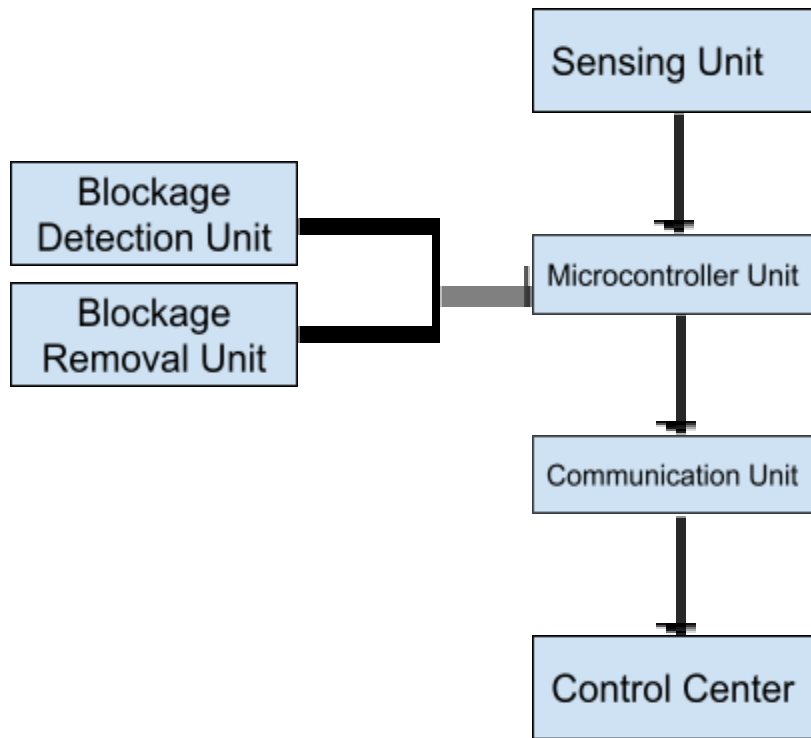 Sensing Unit
Blockage
Detection Unit
Blockage
Removal Unit
Microcontroller Unit
Communication Unit
Control Center